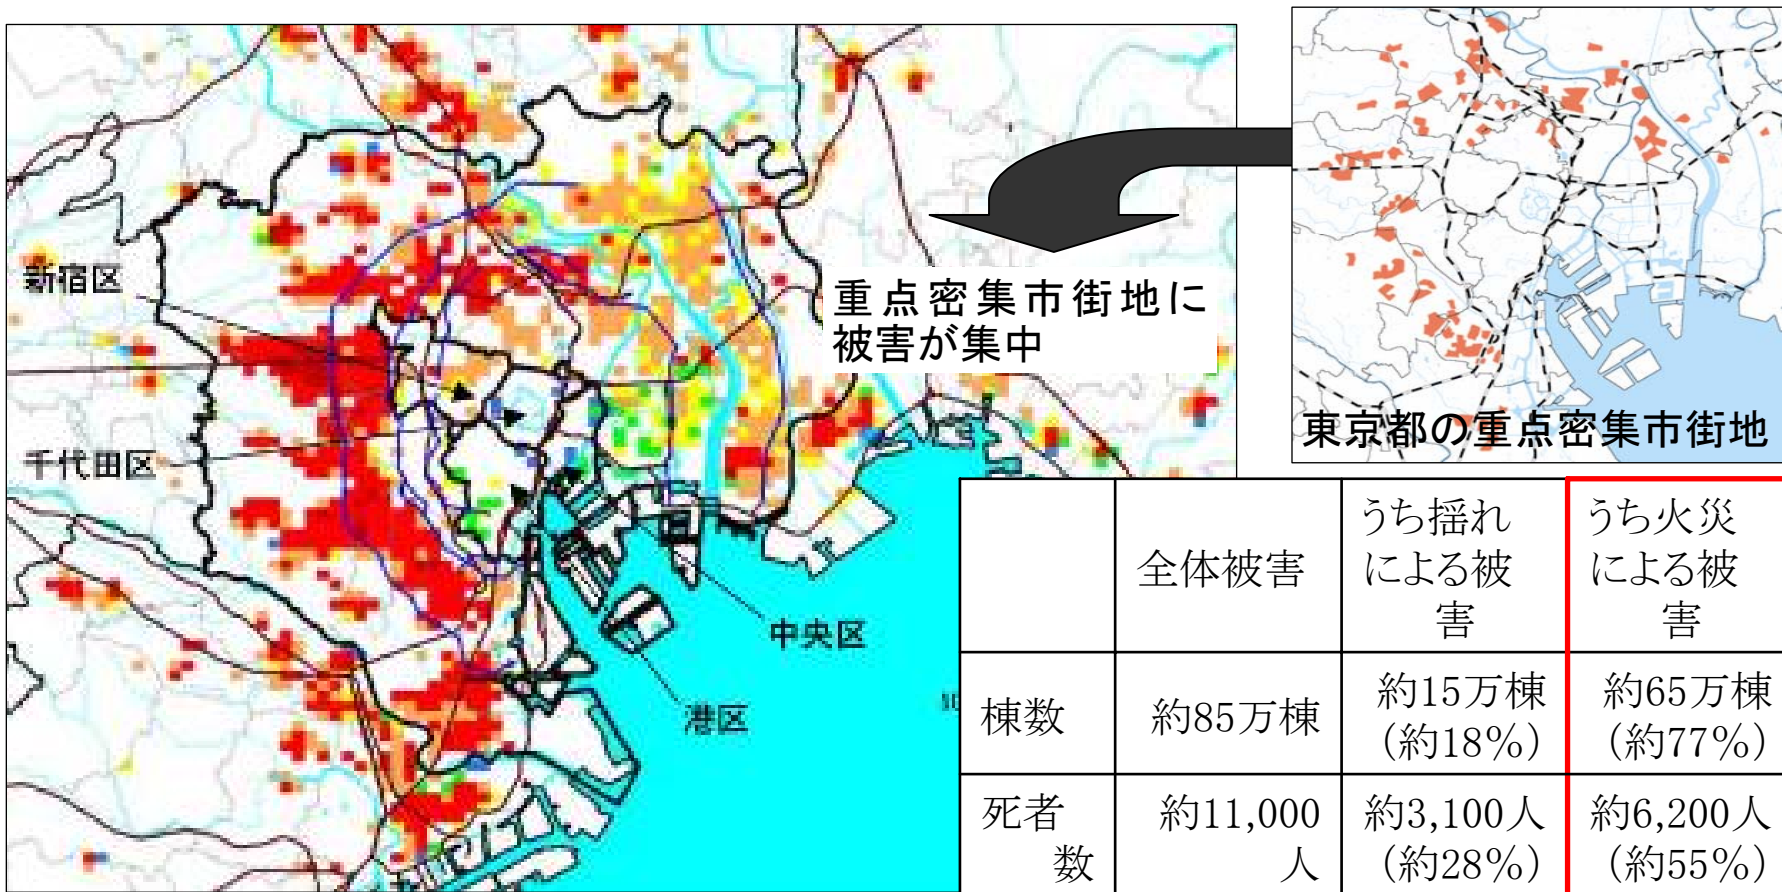 新宿区
千代田区
中央区
港区
重点密集市街地に
被害が集中
東京都の重点密集市街地
全体被害
うち揺れ
による被
害
うち火災
による被
害
棟数
約85万棟
約15万棟
(約18%)
約65万棟
(約77%)
死者
数
約11,000
人
約3,100人
(約28%)
約6,200人
(約55%)